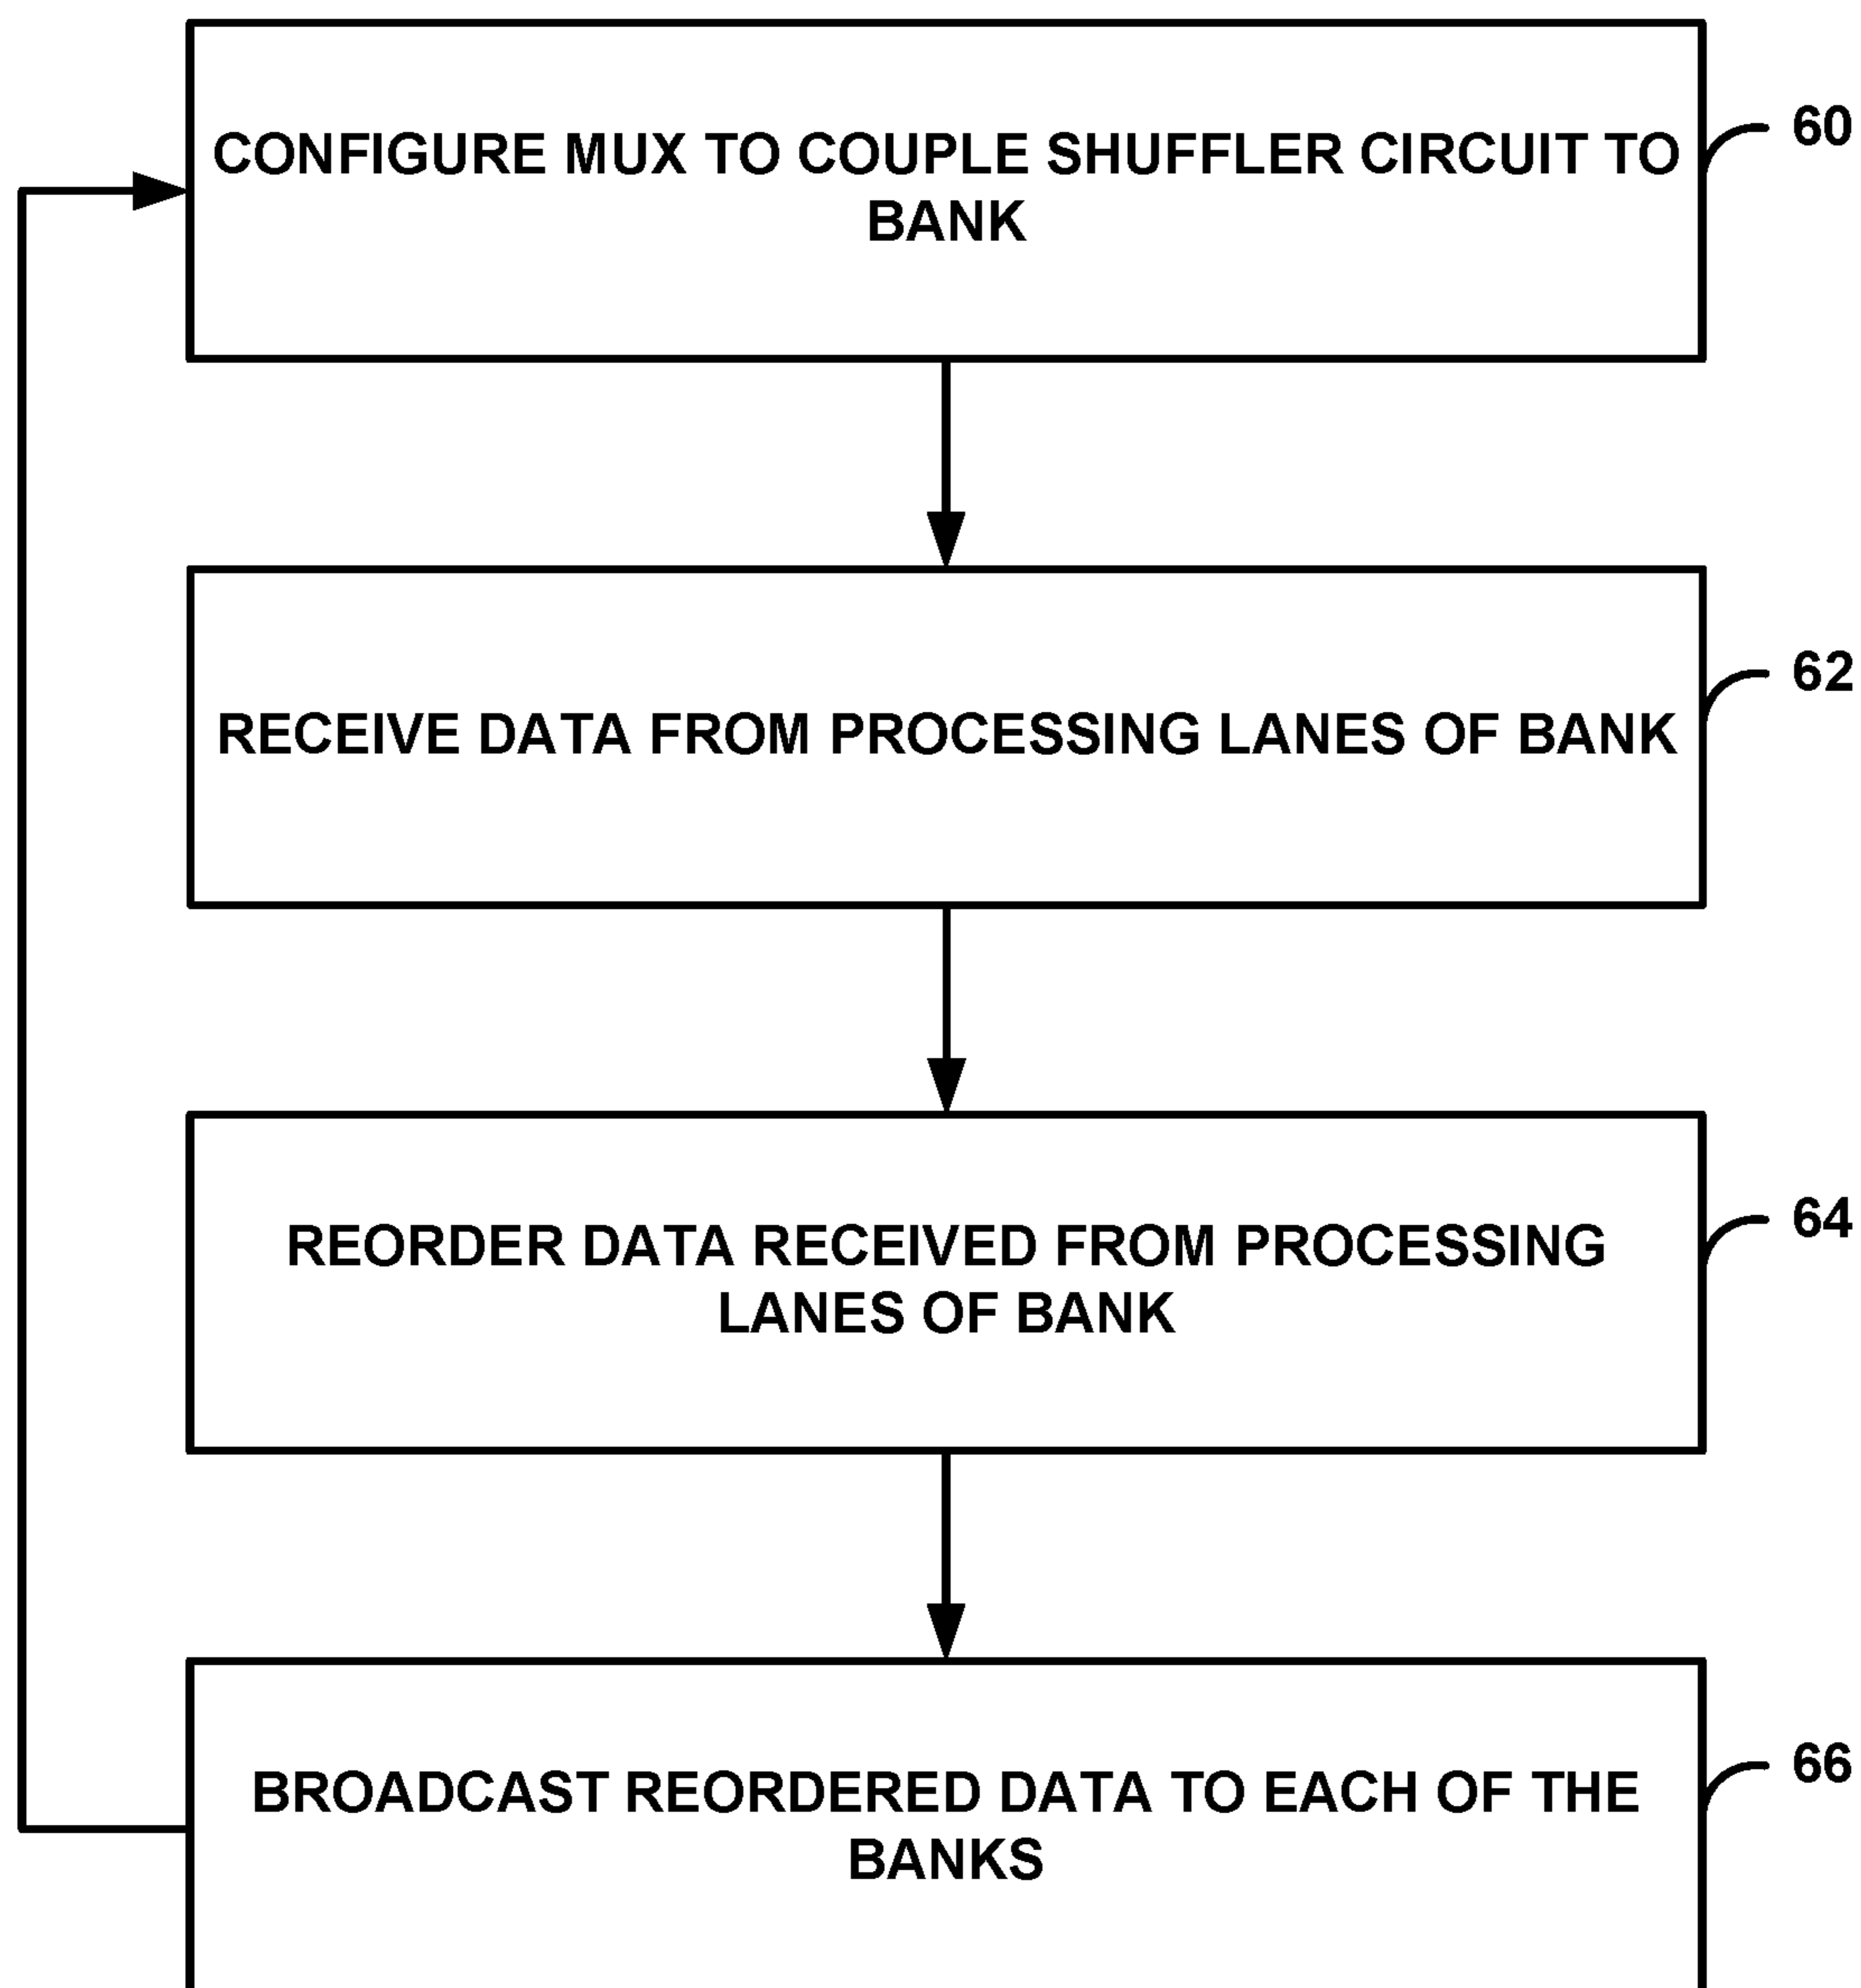 CONFIGURE MUX TO COUPLE SHUFFLER CIRCUIT TO
BANK
60
RECEIVE DATA FROM PROCESSING LANES OF BANK
62
REORDER DATA RECEIVED FROM PROCESSING
LANES OF BANK
64
BROADCAST REORDERED DATA TO EACH OF THE
BANKS
66